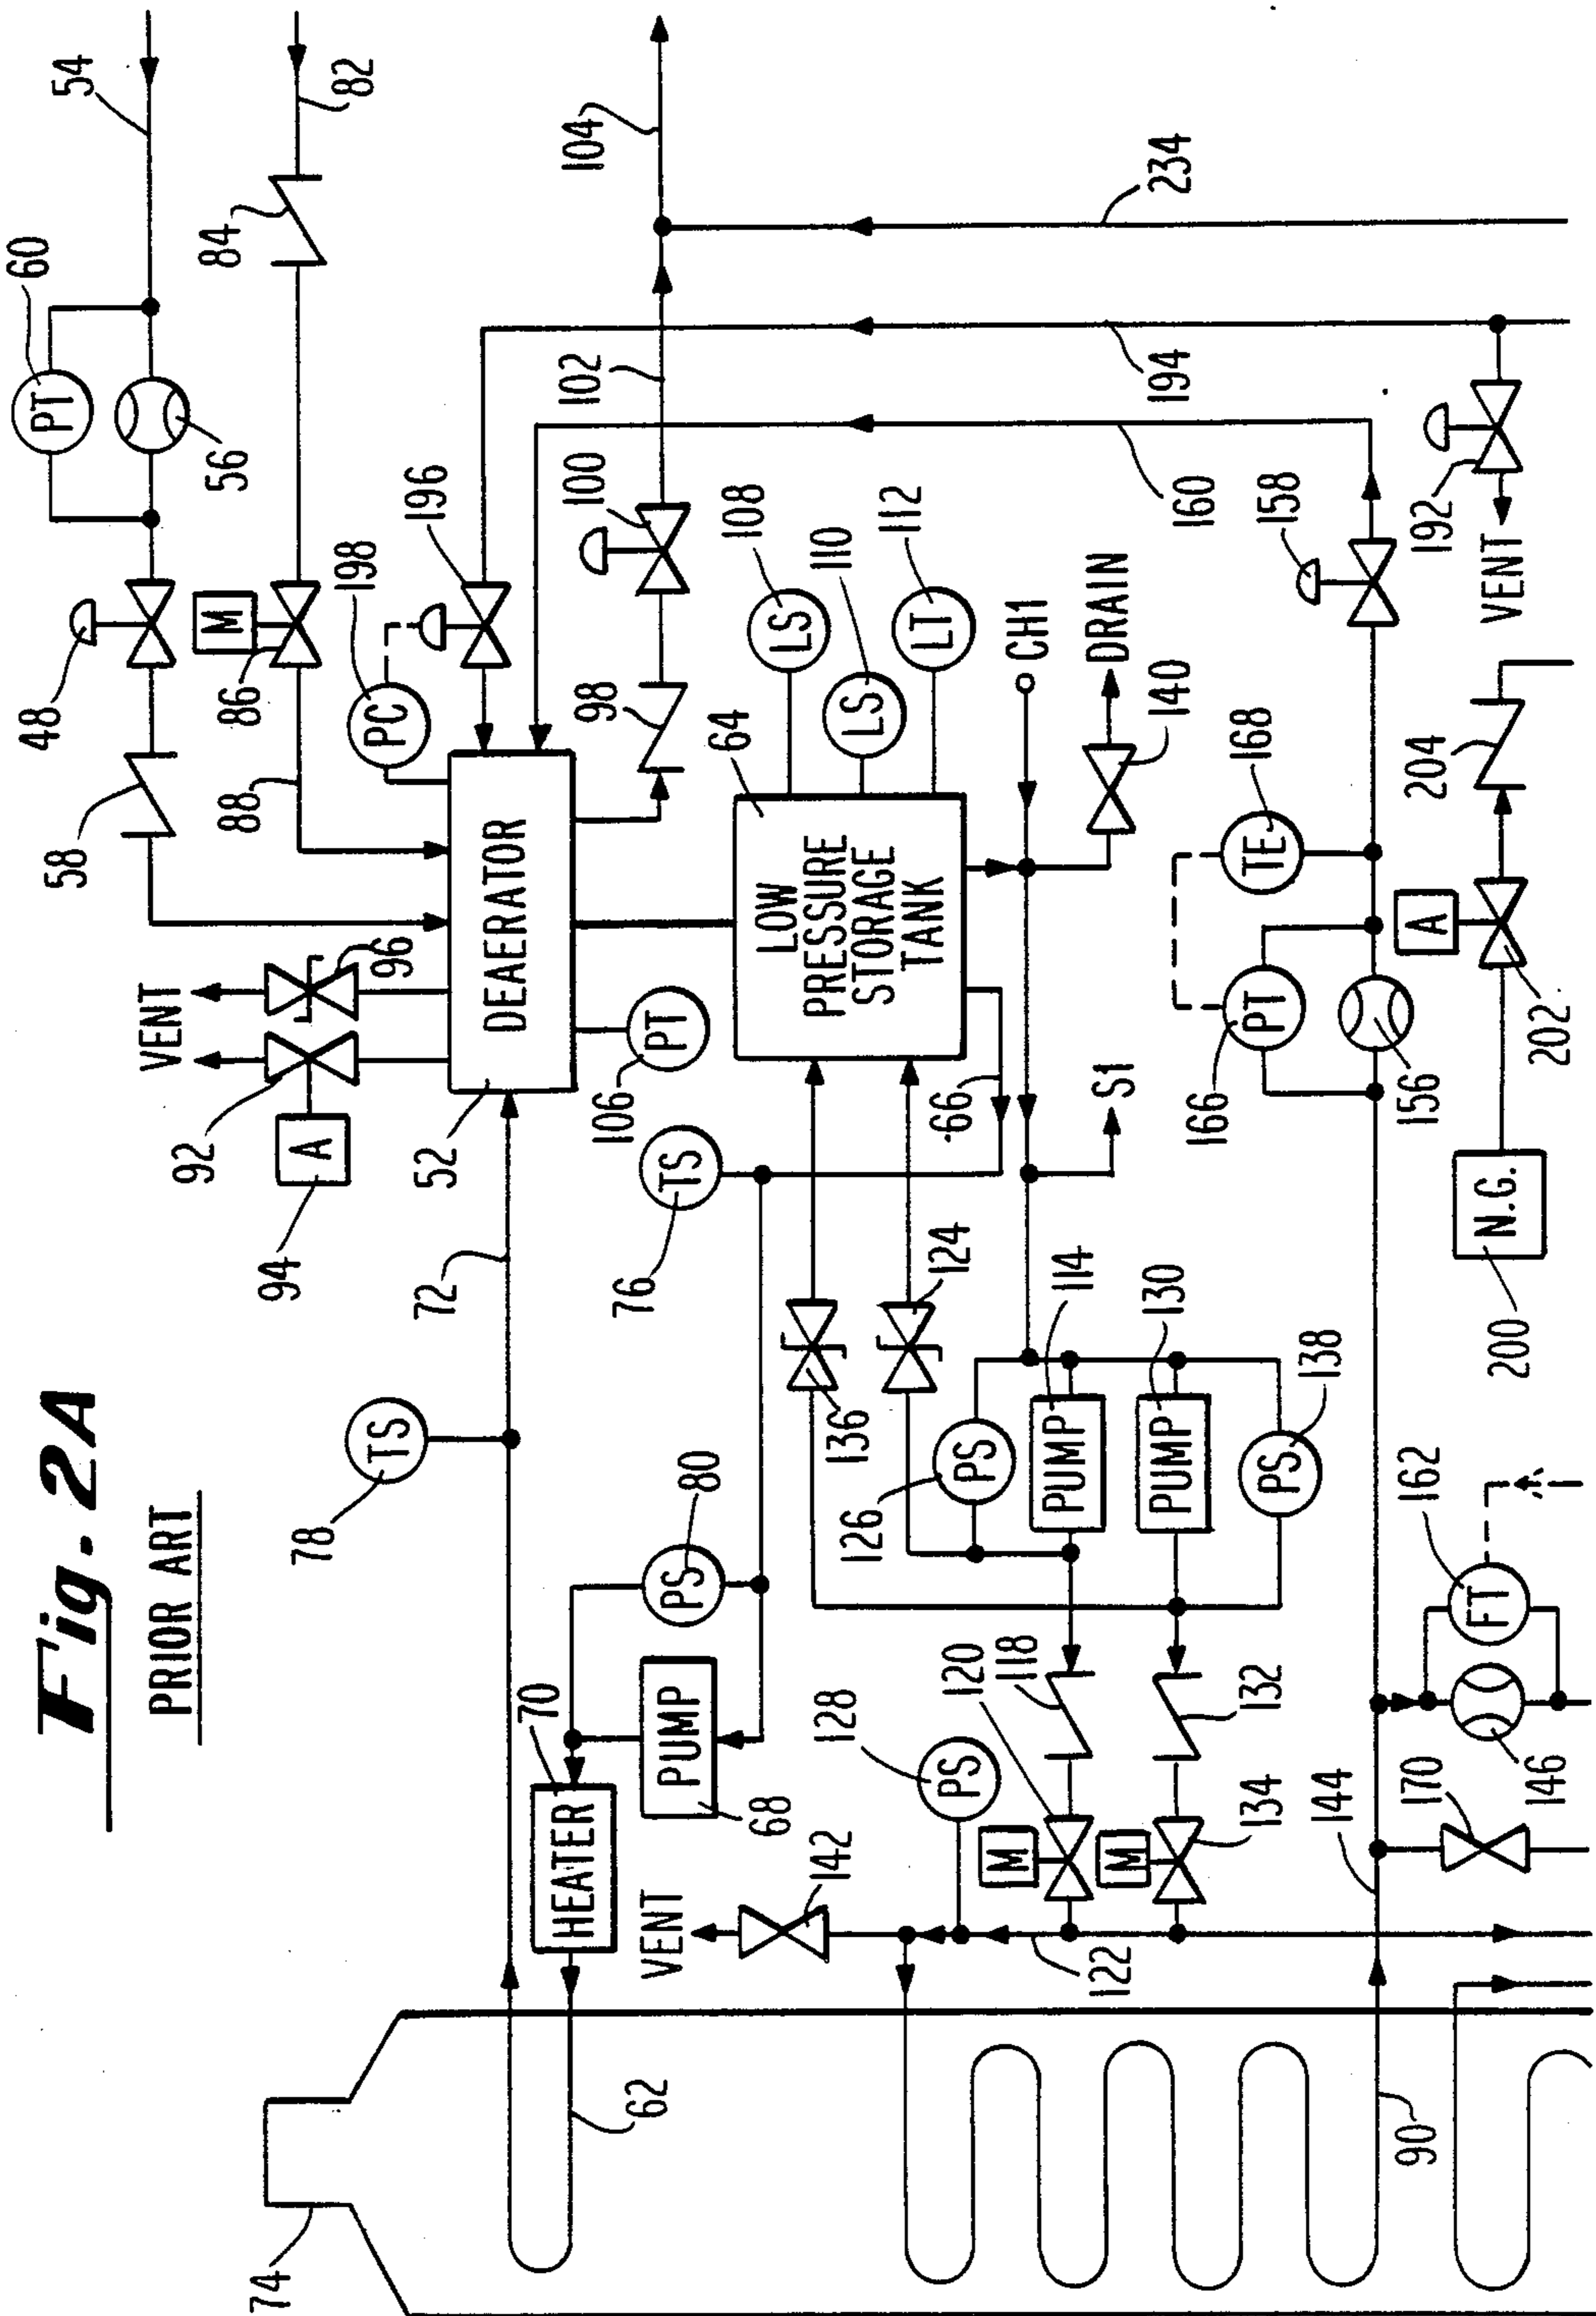 Fig. 2A
PRIOR ART
54
82
60
PT
56
84
48
M
86
58
88
104
234
194
102
160
196
198
PC
100
98
108
LS
110
LS
112
LT
VENT
96
92
A
94
DEAERATOR
52
PT
106
64
LOW
PRESSURE
STORAGE
TANK
CH1
DRAIN
140
158
192
VENT
72
TS
78
TS
76
66
S1
168
TE
PT
166
156
204
A
202
N.G.
200
124
136
114
PUMP
130
PUMP
PS
126
PS
138
80
PS
70
HEATER
PUMP
68
128
PS
120
118
132
M
M
134
142
VENT
122
162
FT
146
170
144
90
62
74